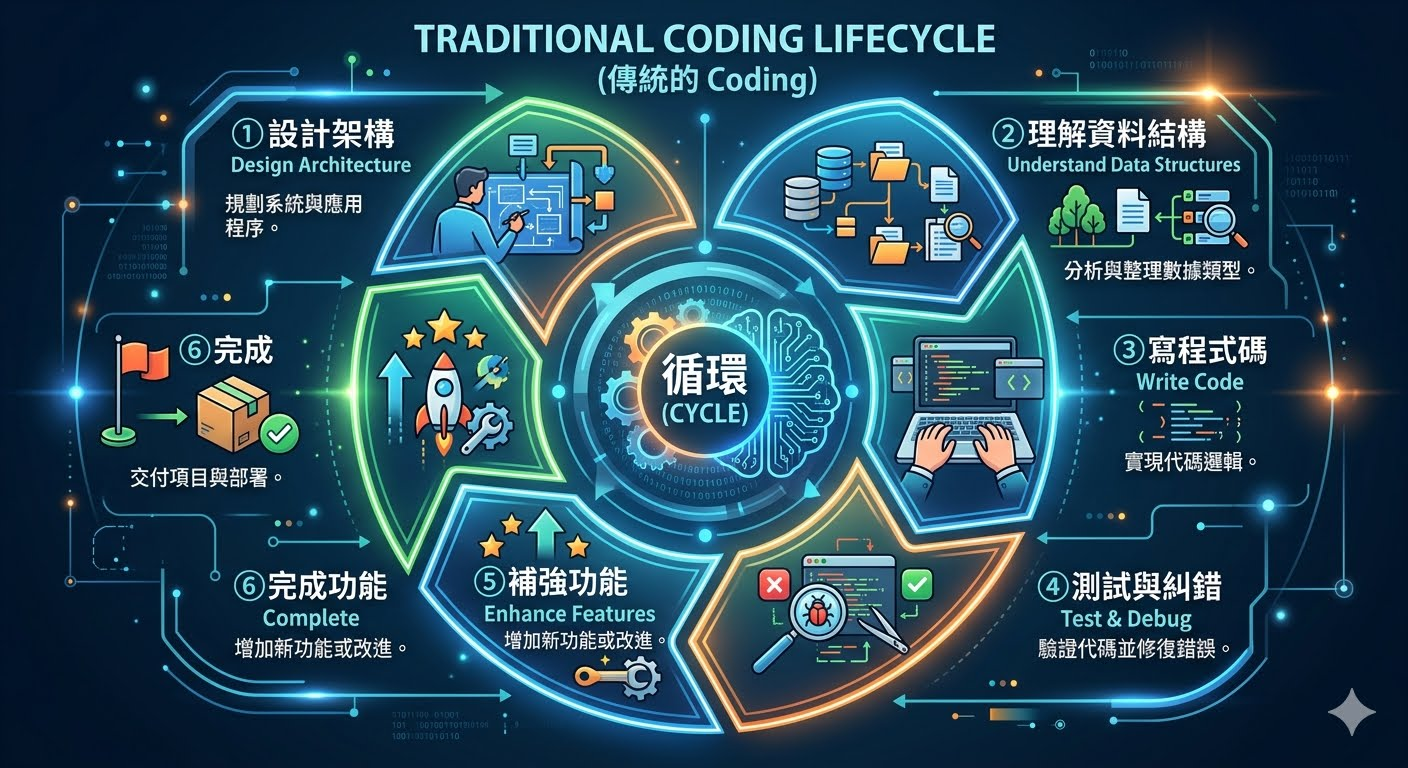 TRADITIONAL CODING LIFECYCLE
(傳統的 Coding)
①設計架構
Design Architecture
規劃系統與應用
程序。
②理解資料結構
Understand Data Structures
分析與整理數據類型。
③寫程式碼
Write Code
實現代碼邏輯。
④測試與糾錯
Test & Debug
驗證代碼並修復錯誤。
⑤補強功能
Enhance Features
增加新功能或改進。
⑥完成功能
Complete
增加新功能或改進。
⑥完成
交付項目與部署。
循環
(CYCLE)